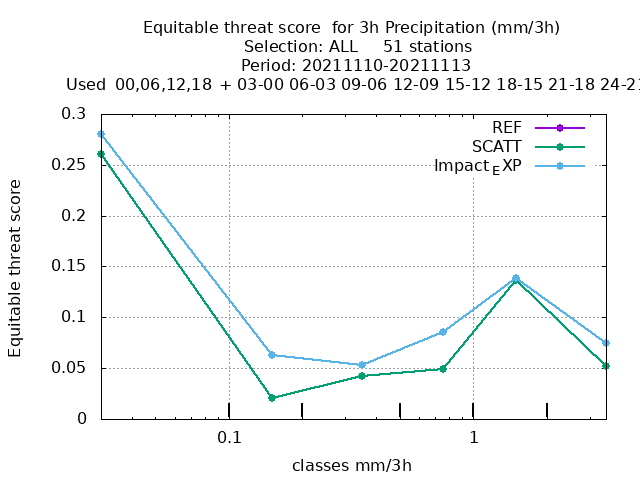 Equitable threat score  for 3h Precipitation (mm/3h)
Selection: ALL     51 stations
Period: 20211110-20211113
Used  00,06,12,18  + 03-00 06-03 09-06 12-09 15-12 18-15 21-18 24-21
0.3
0.25
0.2
0.15
0.1
0.05
0
Equitable threat score
REF
SCATT
Impact_EXP
0.1
1
classes mm/3h